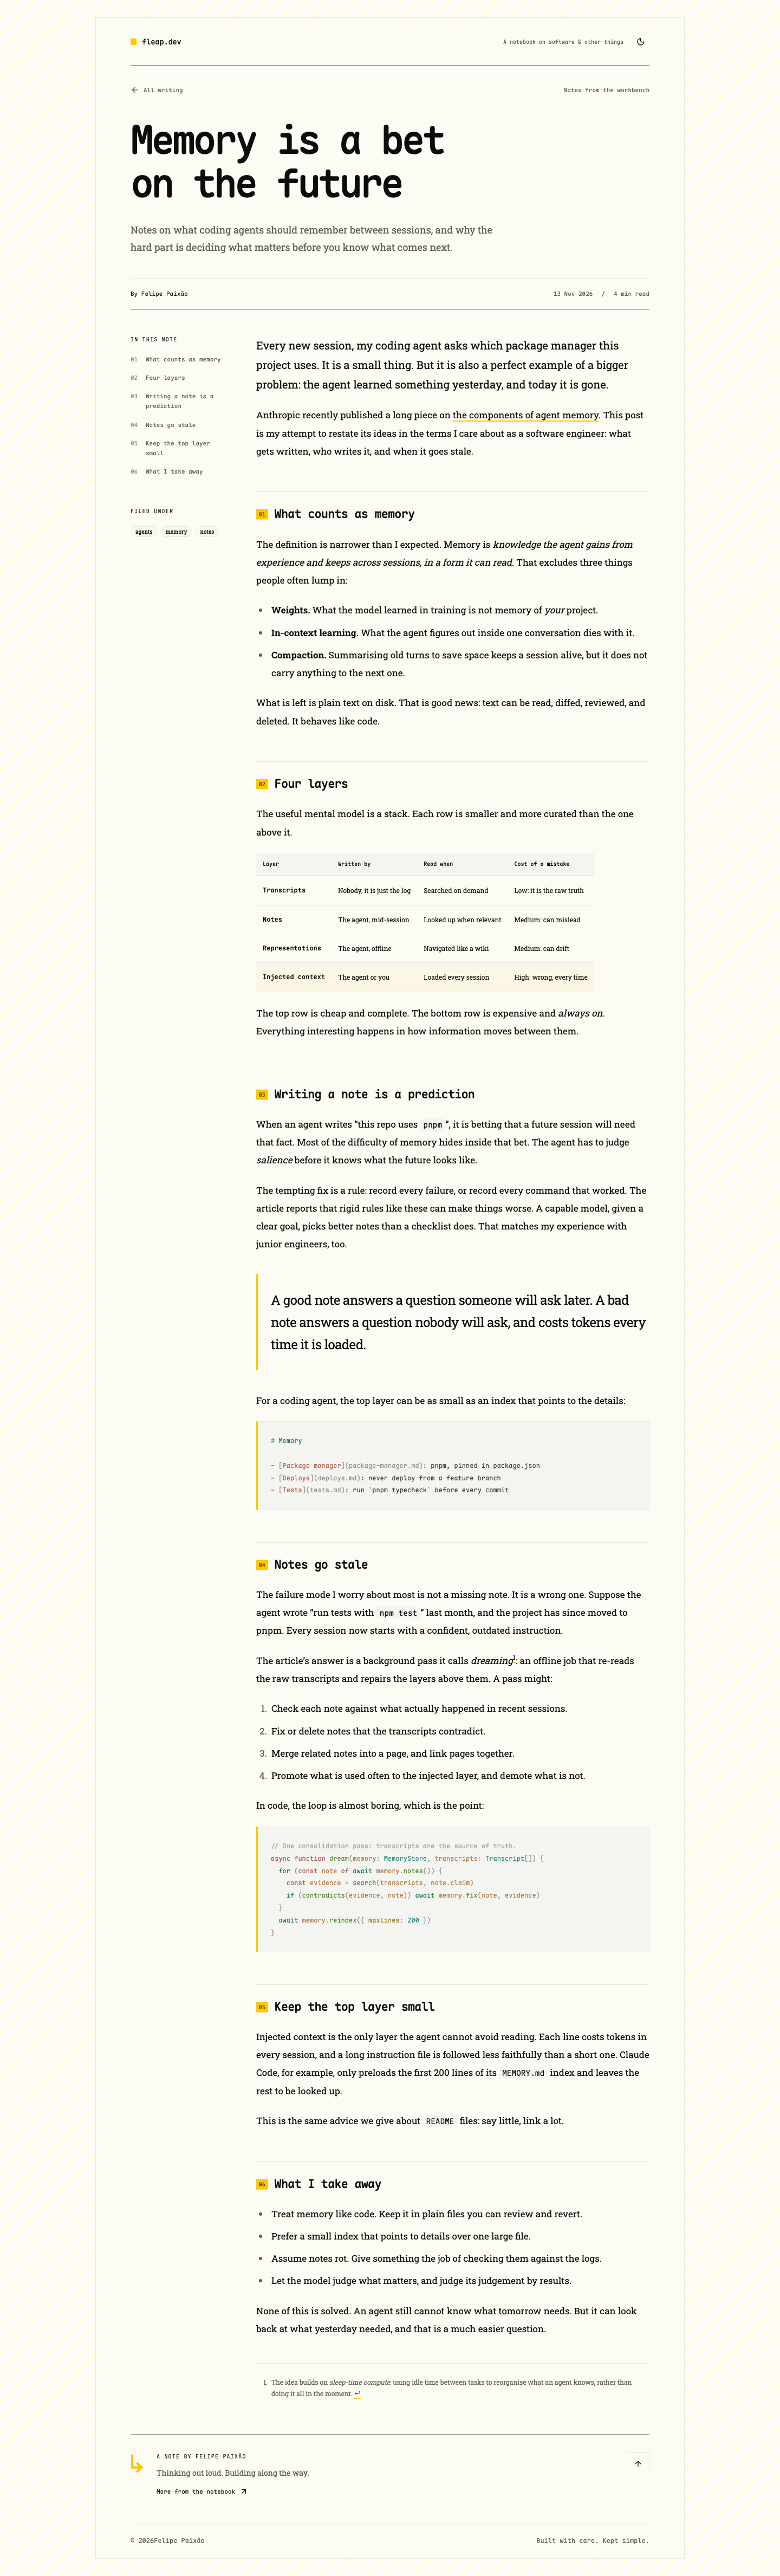 fleap.dev
A notebook on software & other things
← All writing
Notes from the workbench
Memory is a bet
on the future
Notes on what coding agents should remember between sessions, and why the
hard part is deciding what matters before you know what comes next.
By Felipe Paixão
13 Nov 2026 / 4 min read
IN THIS NOTE
01 What counts as memory
02 Four layers
03 Writing a note is a
prediction
04 Notes go stale
05 Keep the top layer
small
06 What I take away
FILED UNDER
agents memory notes
Every new session, my coding agent asks which package manager this
project uses. It is a small thing. But it is also a perfect example of a bigger
problem: the agent learned something yesterday, and today it is gone.
Anthropic recently published a long piece on the components of agent memory. This post
is my attempt to restate its ideas in the terms I care about as a software engineer: what
gets written, who writes it, and when it goes stale.
01 What counts as memory
The definition is narrower than I expected. Memory is knowledge the agent gains from
experience and keeps across sessions, in a form it can read. That excludes three things
people often lump in:
• Weights. What the model learned in training is not memory of your project.
• In-context learning. What the agent figures out inside one conversation dies with it.
• Compaction. Summarising old turns to save space keeps a session alive, but it does not
carry anything to the next one.
What is left is plain text on disk. That is good news: text can be read, diffed, reviewed, and
deleted. It behaves like code.
02 Four layers
The useful mental model is a stack. Each row is smaller and more curated than the one
above it.
Layer Written by Read when Cost of a mistake
Transcripts Nobody, it is just the log Searched on demand Low: it is the raw truth
Notes The agent, mid-session Looked up when relevant Medium: can mislead
Representations The agent, offline Navigated like a wiki Medium: can drift
Injected context The agent or you Loaded every session High: wrong, every time
The top row is cheap and complete. The bottom row is expensive and always on.
Everything interesting happens in how information moves between them.
03 Writing a note is a prediction
When an agent writes “this repo uses pnpm”, it is betting that a future session will need
that fact. Most of the difficulty of memory hides inside that bet. The agent has to judge
salience before it knows what the future looks like.
The tempting fix is a rule: record every failure, or record every command that worked. The
article reports that rigid rules like these can make things worse. A capable model, given a
clear goal, picks better notes than a checklist does. That matches my experience with
junior engineers, too.
A good note answers a question someone will ask later. A bad
note answers a question nobody will ask, and costs tokens every
time it is loaded.
For a coding agent, the top layer can be as small as an index that points to the details:
# Memory
- [Package manager](package-manager.md): pnpm, pinned in package.json
- [Deploys](deploys.md): never deploy from a feature branch
- [Tests](tests.md): run `pnpm typecheck` before every commit
04 Notes go stale
The failure mode I worry about most is not a missing note. It is a wrong one. Suppose the
agent wrote “run tests with npm test” last month, and the project has since moved to
pnpm. Every session now starts with a confident, outdated instruction.
The article’s answer is a background pass it calls dreaming1: an offline job that re-reads
the raw transcripts and repairs the layers above them. A pass might:
1. Check each note against what actually happened in recent sessions.
2. Fix or delete notes that the transcripts contradict.
3. Merge related notes into a page, and link pages together.
4. Promote what is used often to the injected layer, and demote what is not.
In code, the loop is almost boring, which is the point:
// One consolidation pass: transcripts are the source of truth.
async function dream(memory: MemoryStore, transcripts: Transcript[]) {
for (const note of await memory.notes()) {
const evidence = search(transcripts, note.claim)
if (contradicts(evidence, note)) await memory.fix(note, evidence)
}
await memory.reindex({ maxLines: 200 })
}
05 Keep the top layer small
Injected context is the only layer the agent cannot avoid reading. Each line costs tokens in
every session, and a long instruction file is followed less faithfully than a short one. Claude
Code, for example, only preloads the first 200 lines of its MEMORY.md index and leaves the
rest to be looked up.
This is the same advice we give about README files: say little, link a lot.
06 What I take away
• Treat memory like code. Keep it in plain files you can review and revert.
• Prefer a small index that points to details over one large file.
• Assume notes rot. Give something the job of checking them against the logs.
• Let the model judge what matters, and judge its judgement by results.
None of this is solved. An agent still cannot know what tomorrow needs. But it can look
back at what yesterday needed, and that is a much easier question.
1. The idea builds on sleep-time compute: using idle time between tasks to reorganise what an agent knows, rather than
doing it all in the moment. ↩
A NOTE BY FELIPE PAIXÃO
Thinking out loud. Building along the way.
More from the notebook ↗
© 2026Felipe Paixão
Built with care. Kept simple.